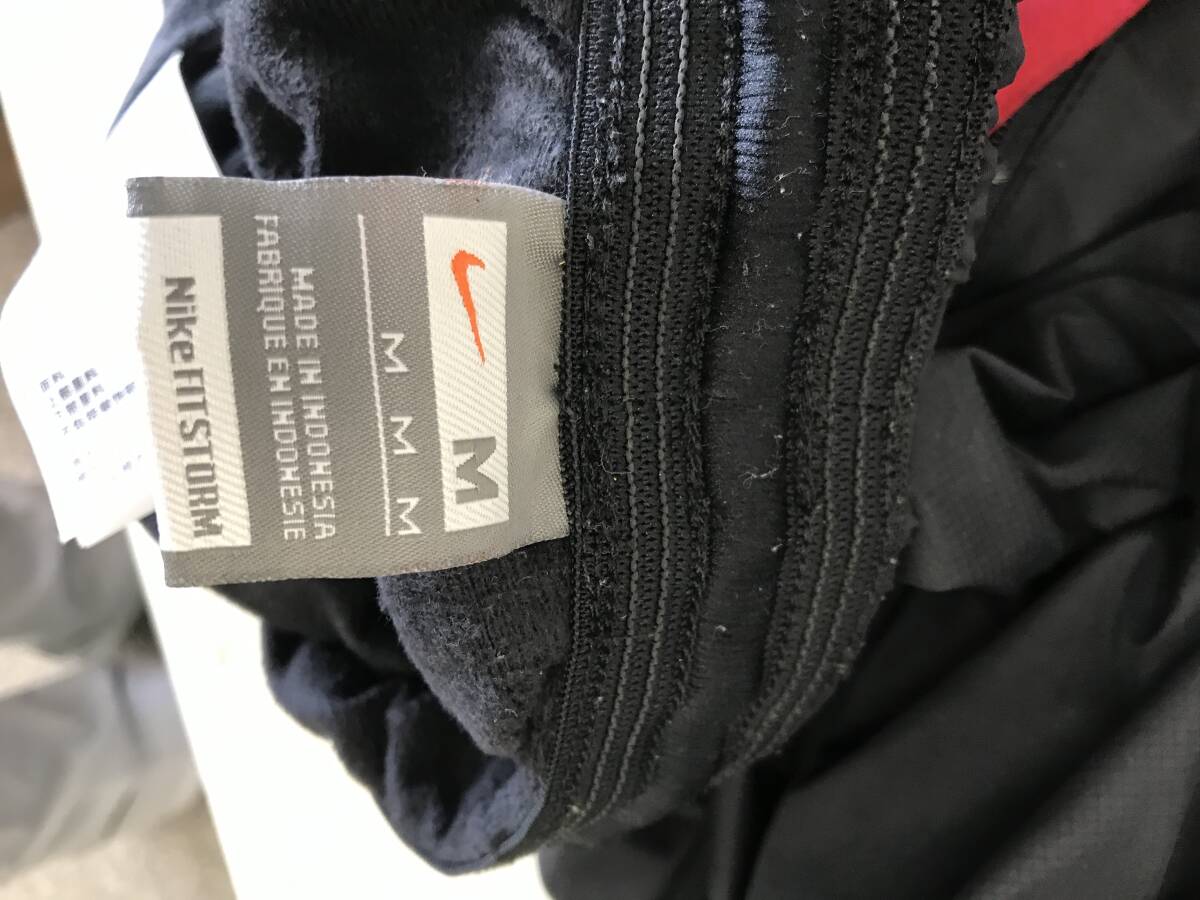 M
M M M
MADE IN INDONESIA
FABRIQUE EN INDONESIE
Nike FIT STORM